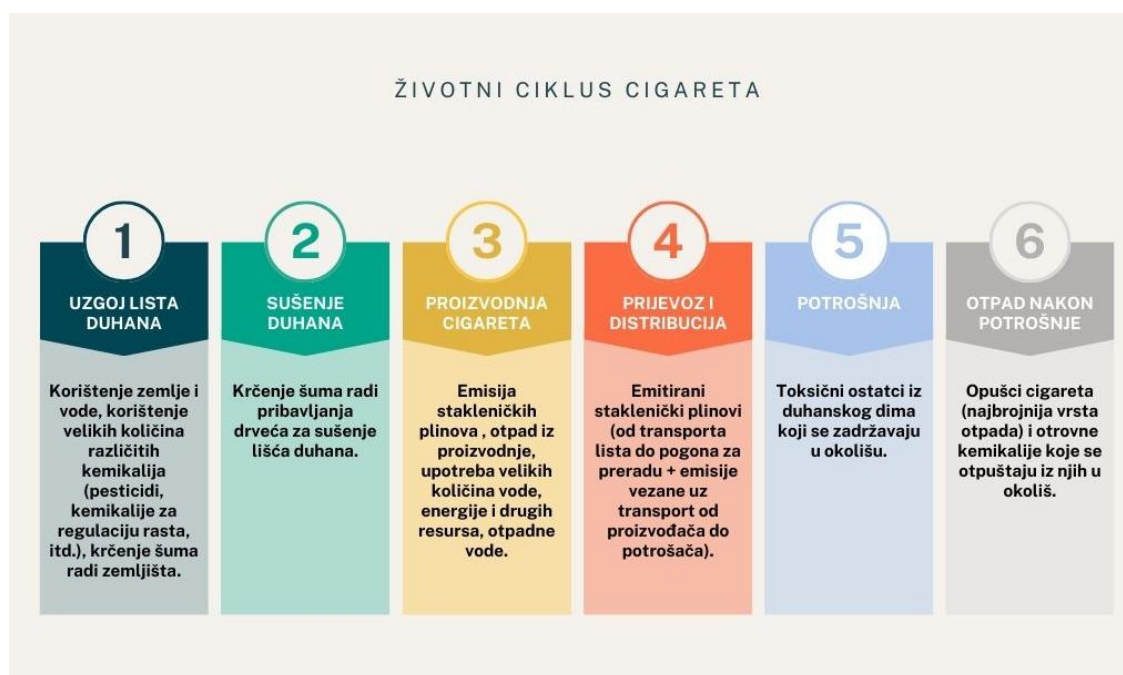 ŽIVOTNI CIKLUS CIGARETA
1
UZGOJ LISTA
DUHANA
Korištenje zemlje i
vode, korištenje
velikih količina
različitih
kemikalija
(pesticidi,
kemikalije za
regulaciju rasta,
itd.), krčenje šuma
radi zemljišta.
2
SUŠENJE
DUHANA
Krčenje šuma radi
pribavljanja
drveća za sušenje
lišća duhana.
3
PROIZVODNJA
CIGARETA
Emisija
stakleničkih
plinova , otpad iz
proizvodnje,
upotreba velikih
količina vode,
energije i drugih
resursa, otpadne
vode.
4
PRIJEVOZ I
DISTRIBUCIJA
Emitirani
staklenički plinovi
(od transporta
lista do pogona za
preradu + emisije
vezane uz
transport od
proizvođača do
potrošača).
5
POTROŠNJA
Toksični ostatci iz
duhanskog dima
koji se zadržavaju
u okolišu.
6
OTPAD NAKON
POTROŠNJE
Opušci cigareta
(najbrojnija vrsta
otpada) i otrovne
kemikalije koje se
otpuštaju iz njih u
okoliš.